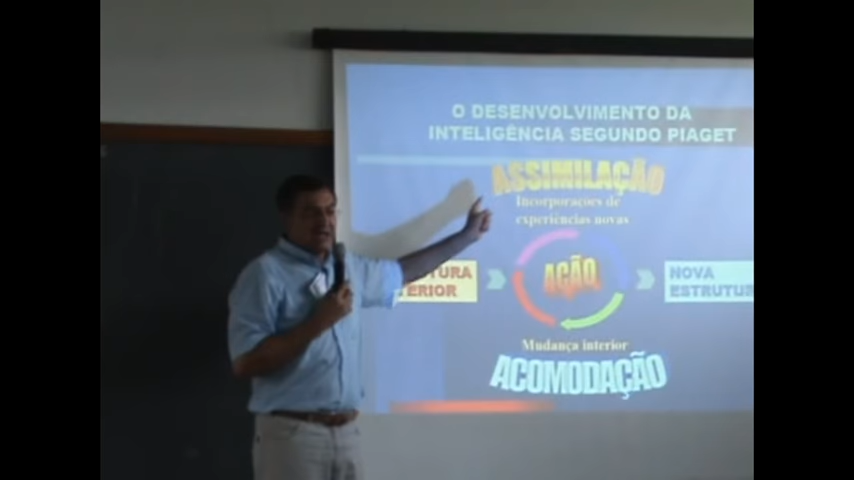 O DESENVOLVIMENTO DA
INTELIGÊNCIA SEGUNDO PIAGET
ASSIMILAÇÃO
Incorporações de
experiências novas
AÇÃO
NOVA
Mudança interior
ACOMODAÇÃO